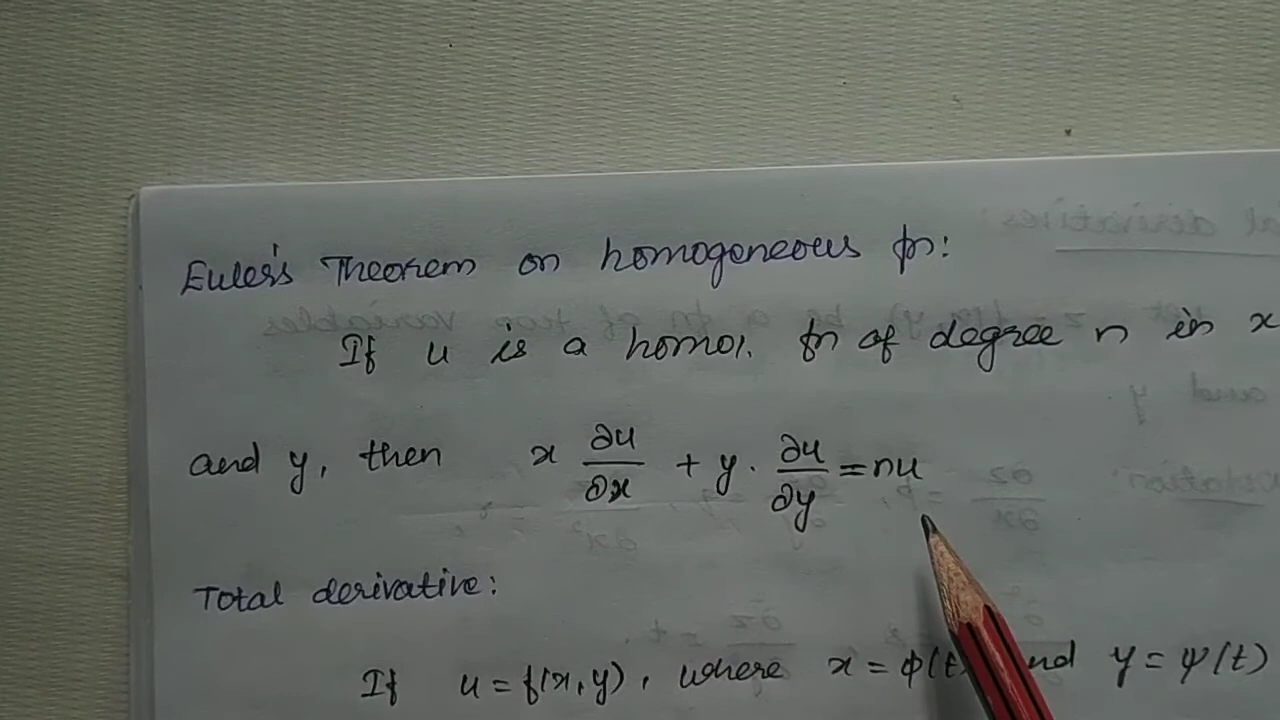 Euler's Theorem on homogeneous fn:
If u is a homo. fn of degree n in x
and y, then x ∂u/∂x + y · ∂u/∂y = nu
Total derivative:
If u = f(x,y), where x = φ(t) and y = ψ(t)